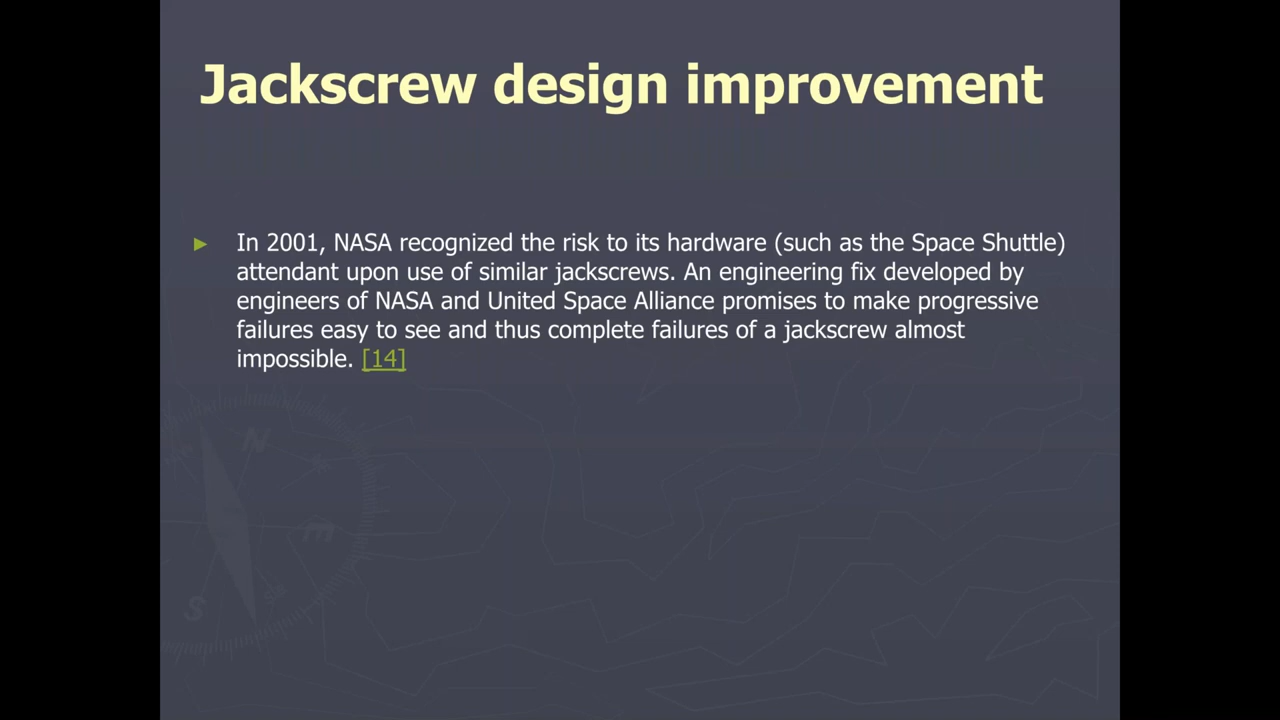 Jackscrew design improvement
► In 2001, NASA recognized the risk to its hardware (such as the Space Shuttle)
attendant upon use of similar jackscrews. An engineering fix developed by
engineers of NASA and United Space Alliance promises to make progressive
failures easy to see and thus complete failures of a jackscrew almost
impossible. [14]
N
E
S